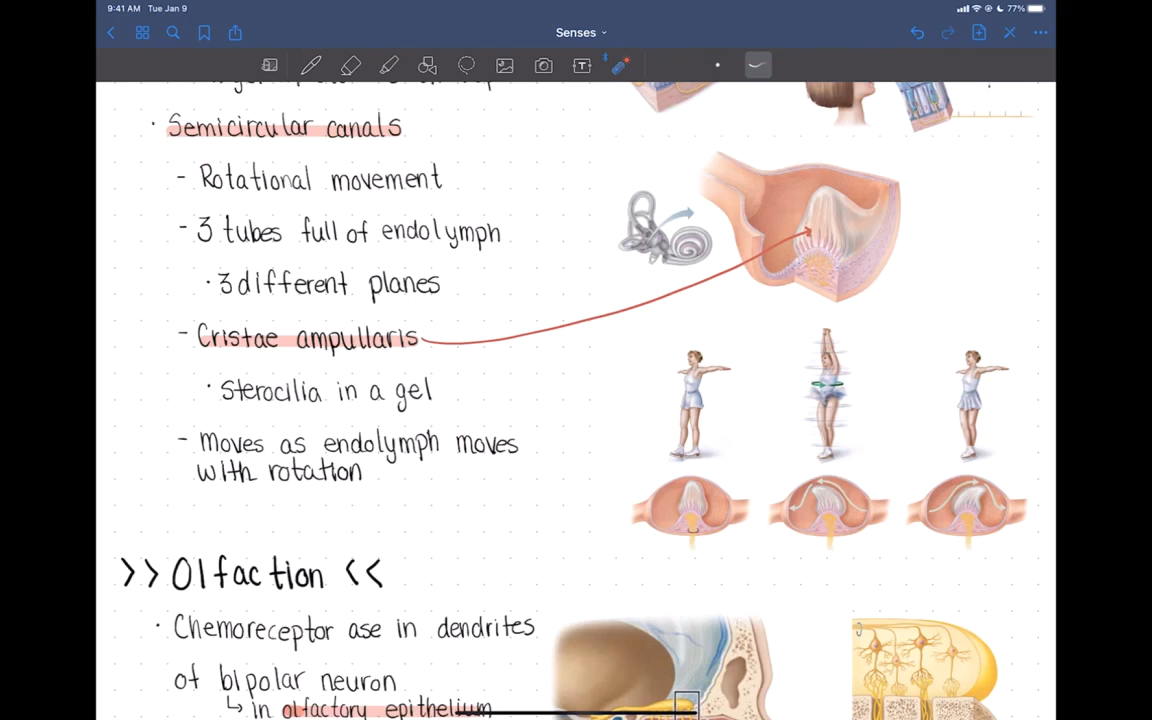 9:41 AM Tue Jan 9
77%
Senses
· Semicircular canals
- Rotational movement
- 3 tubes full of endolymph
· 3 different planes
- Cristae ampullaris
· Sterocilia in a gel
- Moves as endolymph moves
with rotation
>> Olfaction <<
· Chemoreceptor ase in dendrites
of bipolar neuron
↳ in olfactory epithelium